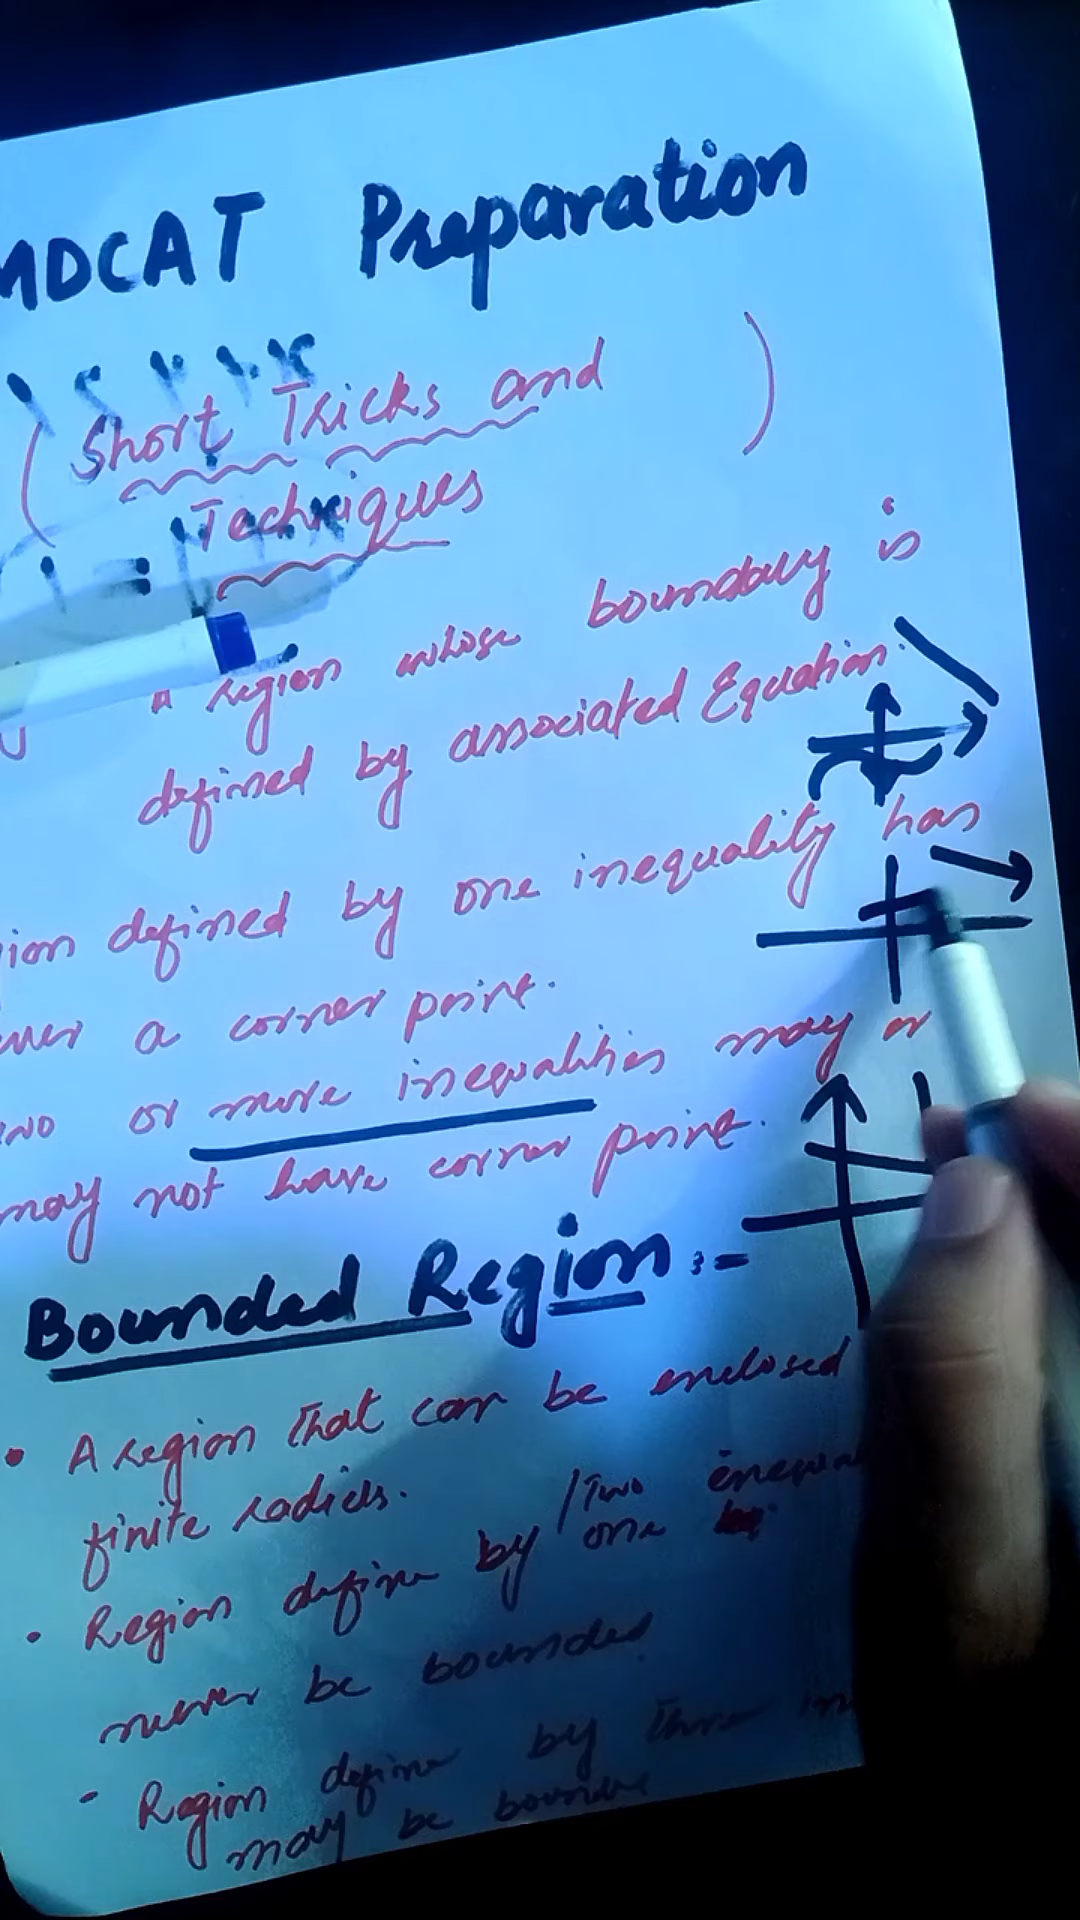 MDCAT Preparation
(Short Tricks and
Techniques)
A region whose boundary is
defined by associated Equation.
ion defined by one inequality has
a corner point.
or more inequalities may or
may not have corner point.
Bounded Region :-
• A region that can be enclosed
finite radius.
• Region define by one / Two
never be bounded.
- Region define by three
may be